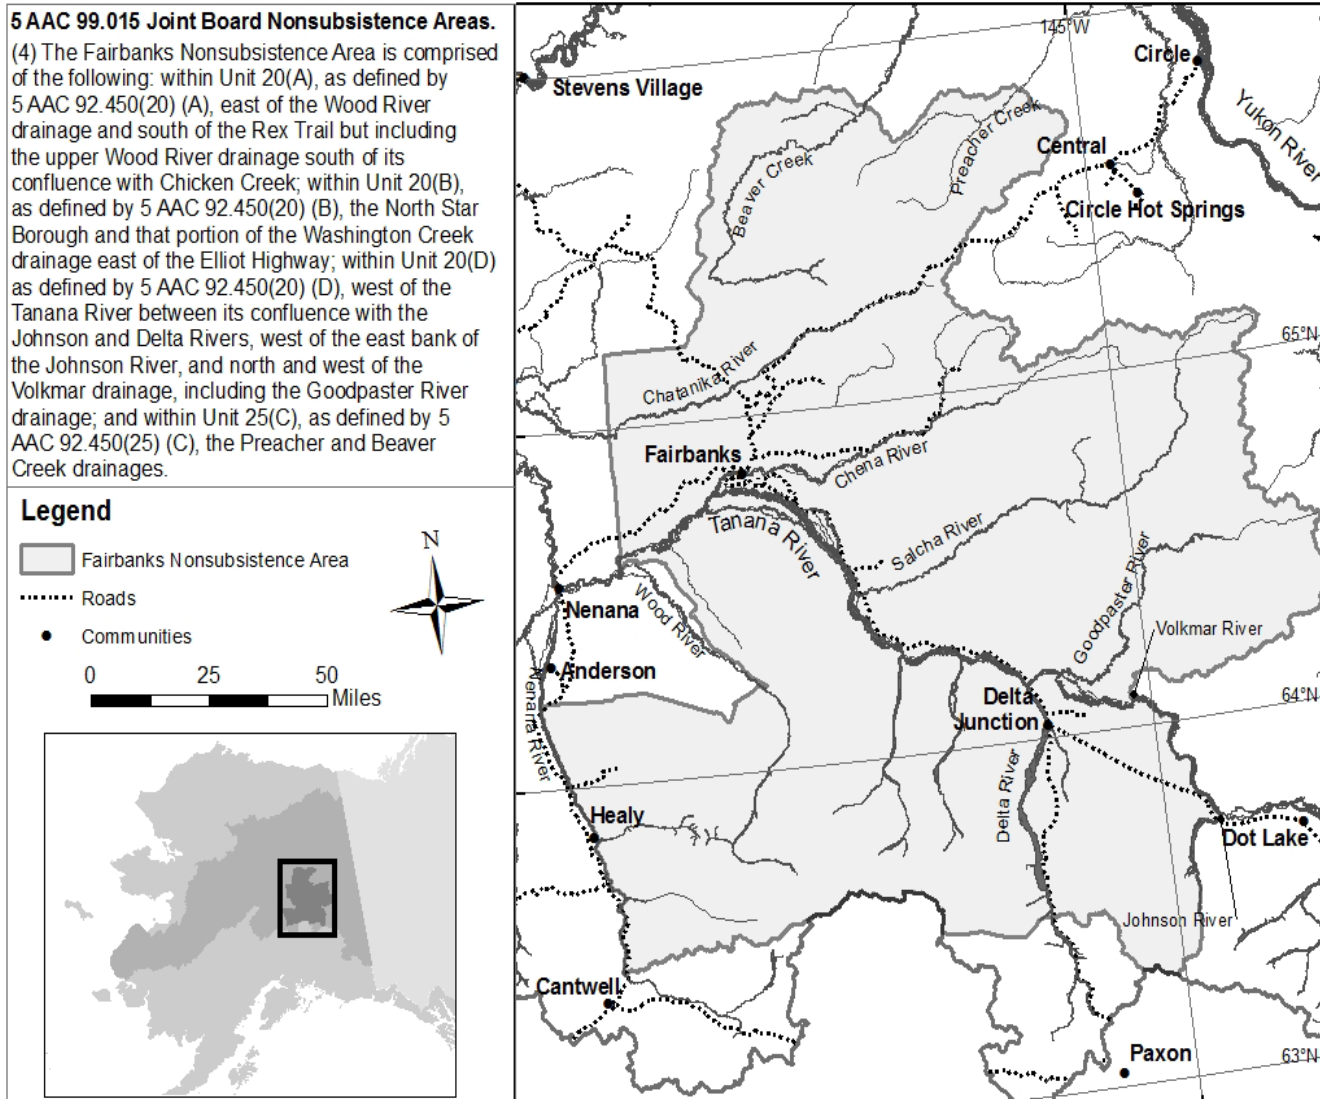 5 AAC 99.015 Joint Board Nonsubsistence Areas.
(4) The Fairbanks Nonsubsistence Area is comprised
of the following: within Unit 20(A), as defined by
5 AAC 92.450(20) (A), east of the Wood River
drainage and south of the Rex Trail but including
the upper Wood River drainage south of its
confluence with Chicken Creek; within Unit 20(B),
as defined by 5 AAC 92.450(20) (B), the North Star
Borough and that portion of the Washington Creek
drainage east of the Elliot Highway; within Unit 20(D)
as defined by 5 AAC 92.450(20) (D), west of the
Tanana River between its confluence with the
Johnson and Delta Rivers, west of the east bank of
the Johnson River, and north and west of the
Volkmar drainage, including the Goodpaster River
drainage; and within Unit 25(C), as defined by 5
AAC 92.450(25) (C), the Preacher and Beaver
Creek drainages.
Legend
Fairbanks Nonsubsistence Area
Roads
Communities
N
0 25 50
Miles
145°W
Circle
Stevens Village
Yukon River
Preacher Creek
Central
Beaver Creek
Circle Hot Springs
65°N
Chatanika River
Fairbanks
Chena River
Tanana River
Salcha River
Goodpaster River
Nenana
Wood River
Volkmar River
Anderson
Nenana River
64°N
Delta
Junction
Delta River
Healy
Dot Lake
Johnson River
Cantwell
Paxon
63°N